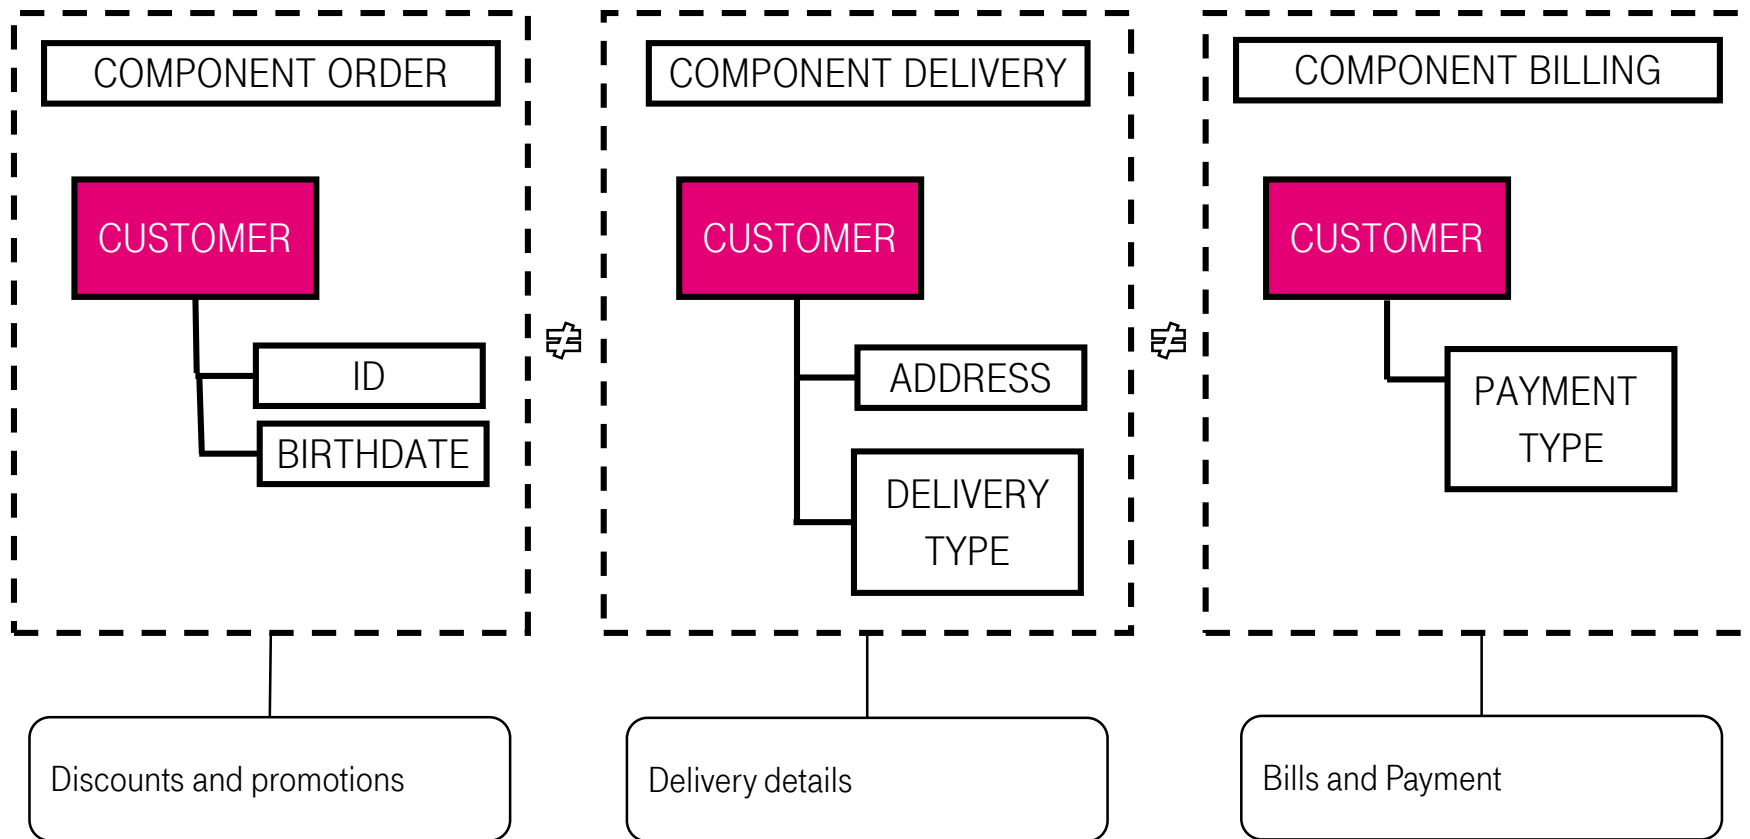 COMPONENT ORDER
CUSTOMER
ID
BIRTHDATE
Discounts and promotions
≠
COMPONENT DELIVERY
CUSTOMER
ADDRESS
DELIVERY
TYPE
Delivery details
≠
COMPONENT BILLING
CUSTOMER
PAYMENT
TYPE
Bills and Payment